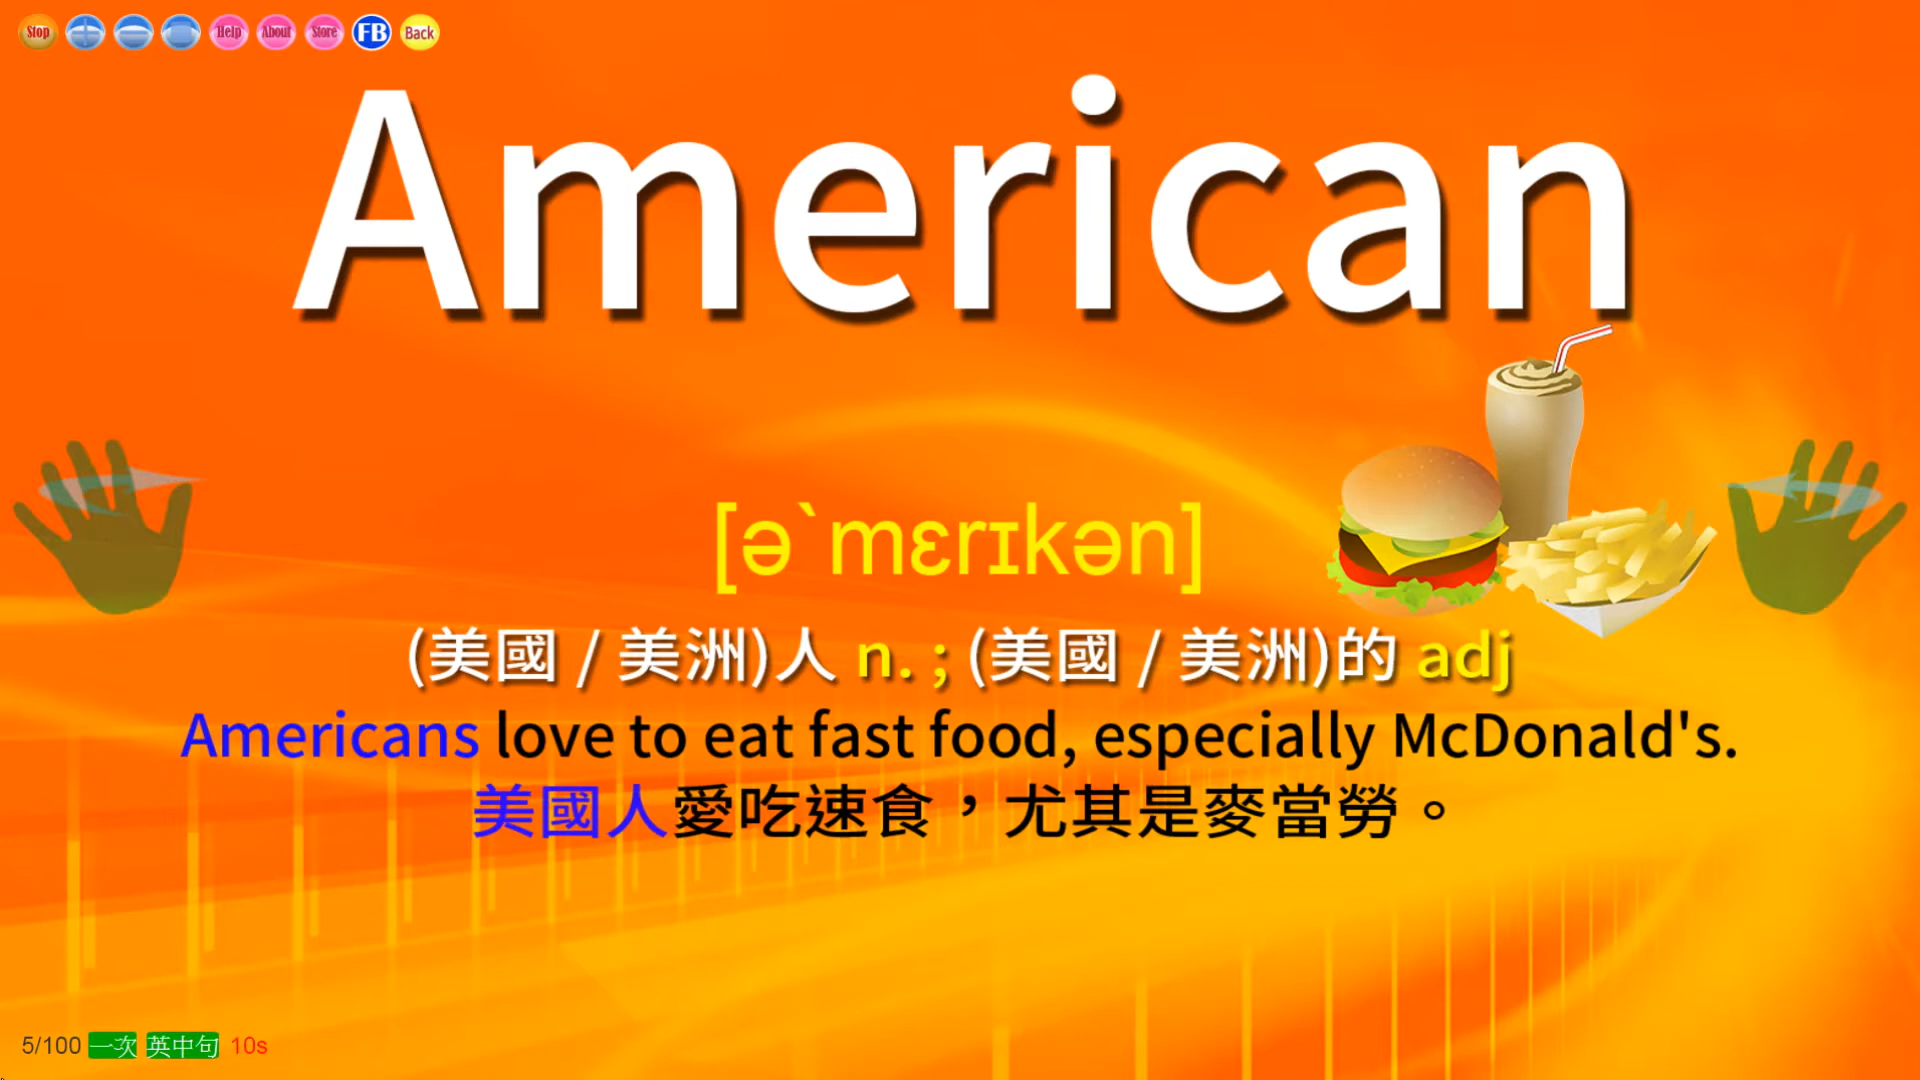 Stop Help About Store FB Back
American
[ə`mɛrɪkən]
(美國 / 美洲)人 n. ; (美國 / 美洲)的 adj
Americans love to eat fast food, especially McDonald's.
美國人愛吃速食，尤其是麥當勞。
5/100 一次 英中句 10s